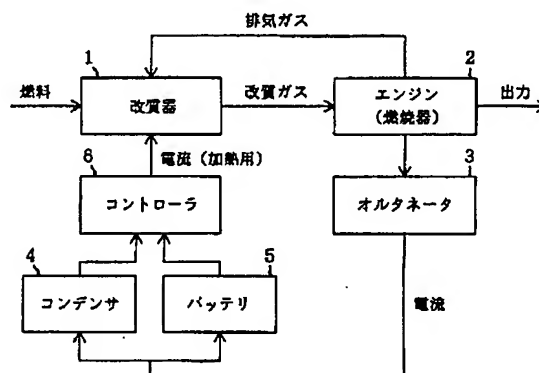 排気ガス
1
2
燃料
改質器
改質ガス
エンジン
(燃焼器)
出力
6
電流(加熱用)
3
コントローラ
オルタネータ
4
5
コンデンサ
バッテリ
電流